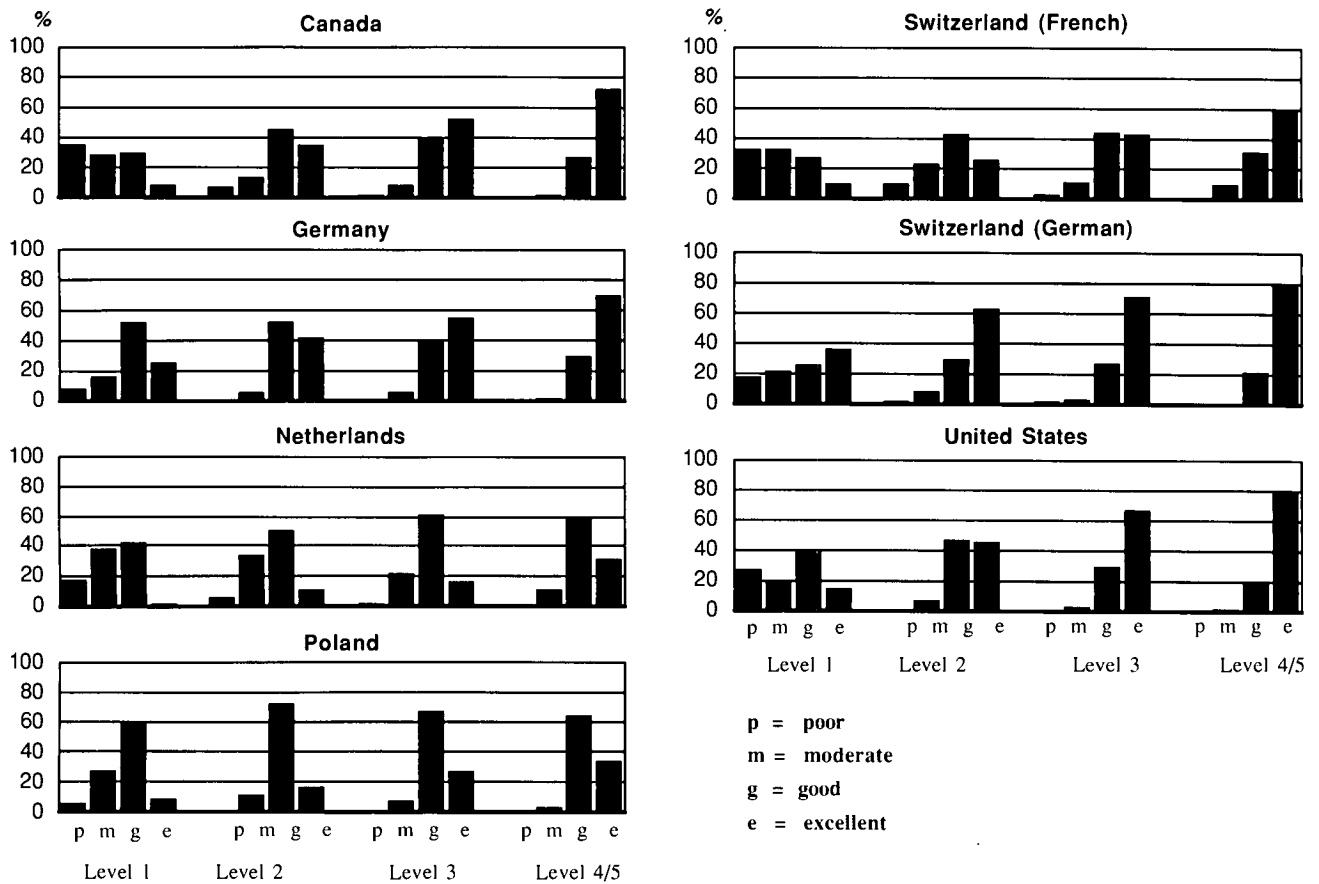 %
Canada
100
80
60
40
20
0
Germany
100
80
60
40
20
0
Netherlands
100
80
60
40
20
0
Poland
100
80
60
40
20
0
p m g e p m g e p m g e p m g e
Level 1 Level 2 Level 3 Level 4/5
%
Switzerland (French)
100
80
60
40
20
0
Switzerland (German)
100
80
60
40
20
0
United States
100
80
60
40
20
0
p m g e p m g e p m g e p m g e
Level 1 Level 2 Level 3 Level 4/5
p = poor
m = moderate
g = good
e = excellent